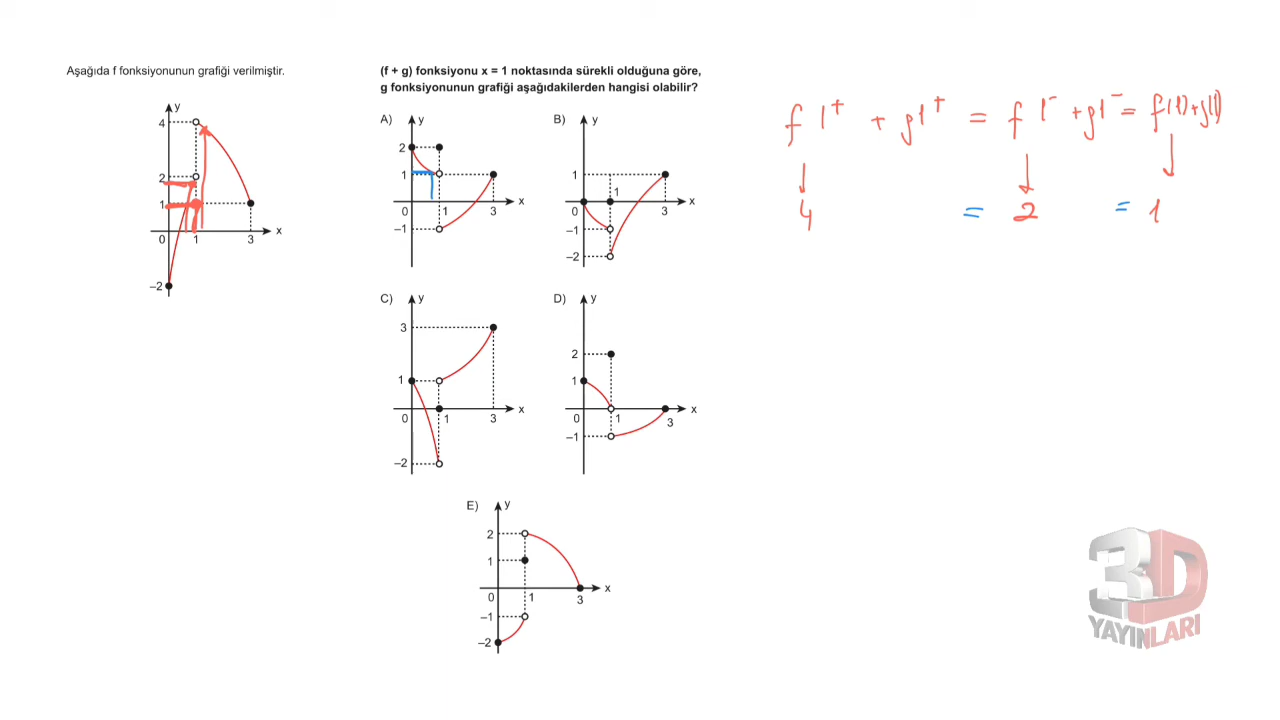 Aşağıda f fonksiyonunun grafiği verilmiştir.
y
4
2
1
0
1
3
x
–2
(f + g) fonksiyonu x = 1 noktasında sürekli olduğuna göre,
g fonksiyonunun grafiği aşağıdakilerden hangisi olabilir?
A)
y
2
1
0
1
3
x
–1
B)
y
1
1
0
3
x
–1
–2
C)
y
3
1
0
1
3
x
–2
D)
y
2
1
0
1
3
x
–1
E)
y
2
1
0
1
3
x
–1
–2
f 1⁺ + g1⁺ = f 1⁻ + g1⁻ = f(1)+g(1)
4 = 2 = 1
3D
YAYINLARI